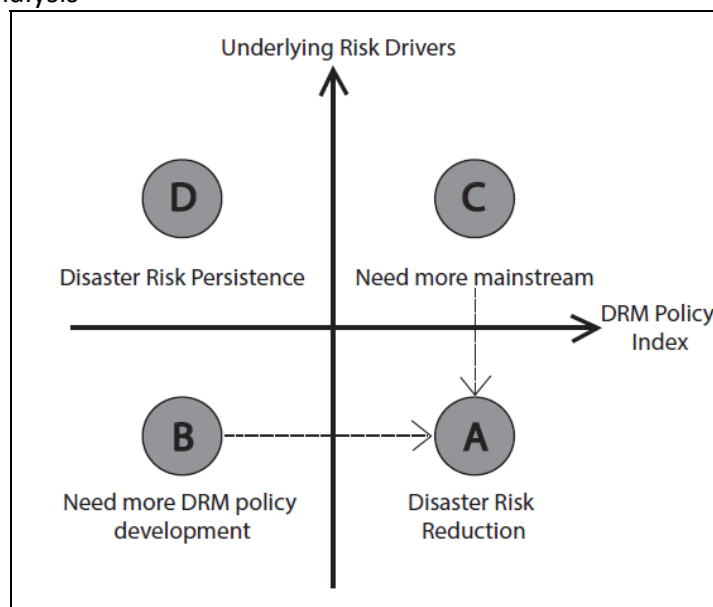 alysis
Underlying Risk Drivers
D
C
Disaster Risk Persistence
Need more mainstream
DRM Policy
Index
B
A
Need more DRM policy
development
Disaster Risk
Reduction